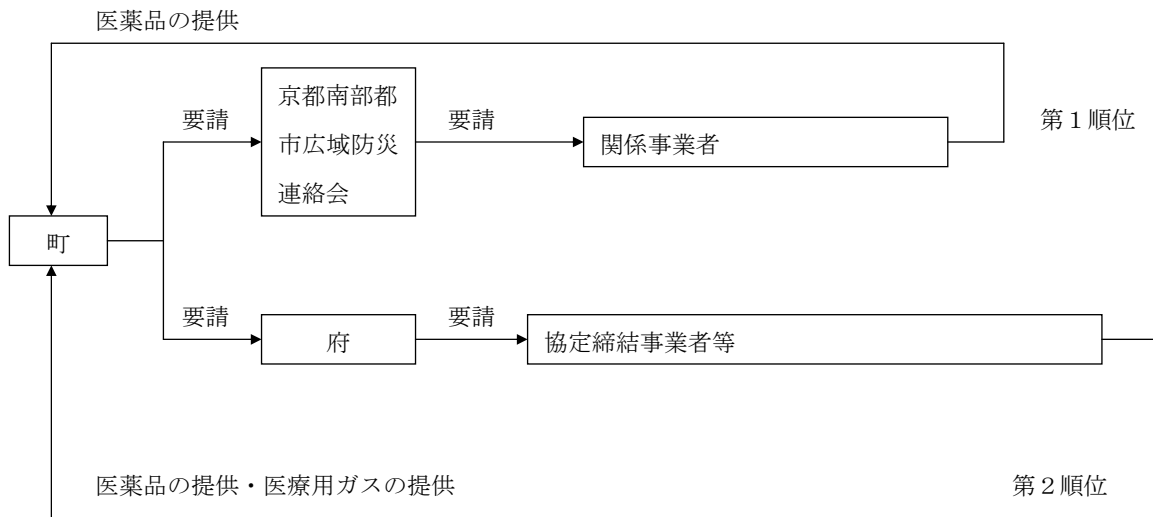 医薬品の提供
要請
京都南部都
市広域防災
連絡会
要請
関係事業者
第１順位
町
要請
府
要請
協定締結事業者等
医薬品の提供・医療用ガスの提供
第２順位